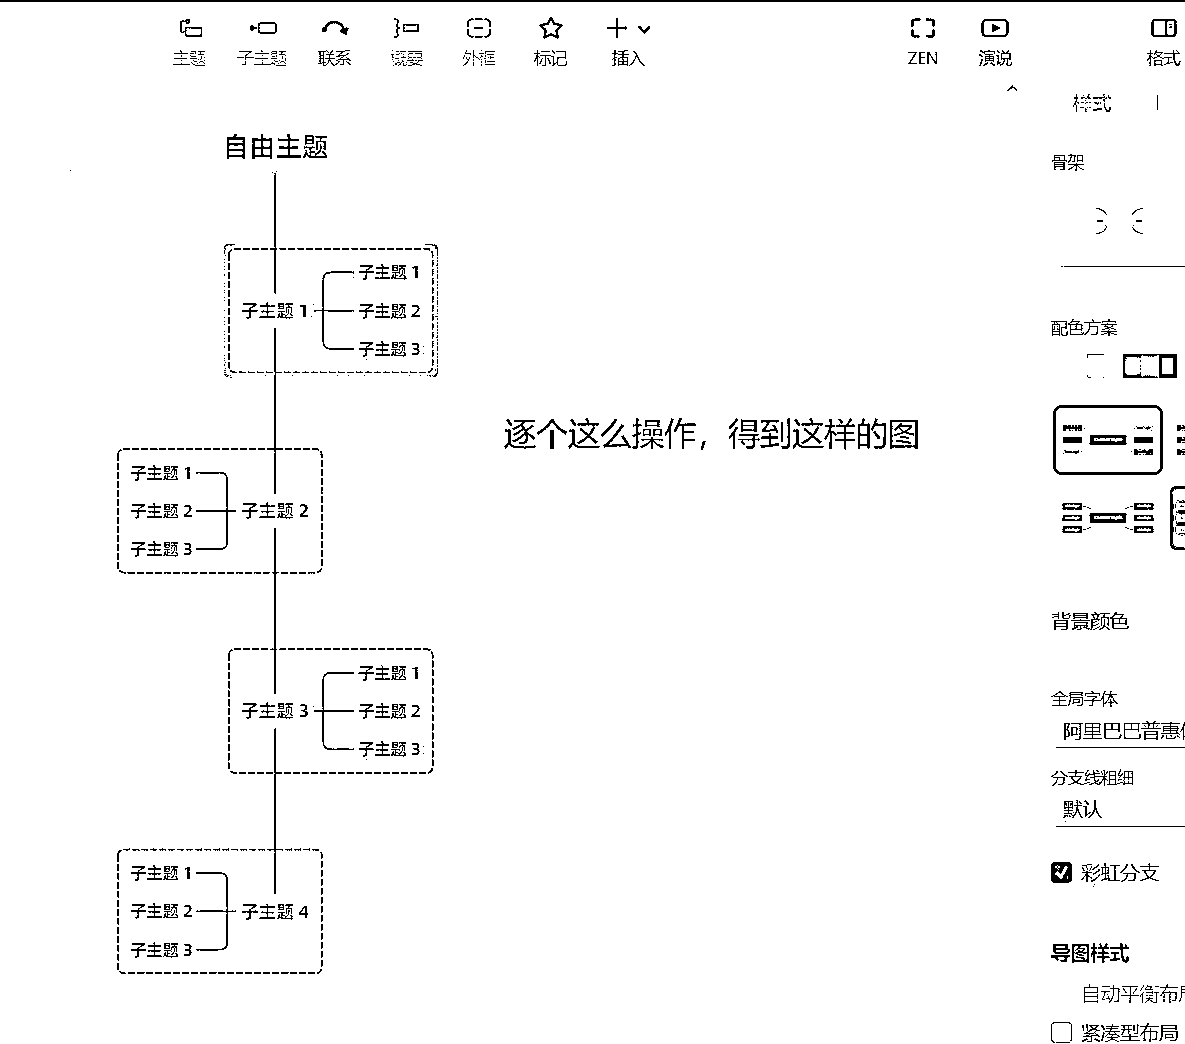 主题 子主题 联系 概要 外框 标记 插入 ZEN 演说 格式
样式
自由主题
骨架
子主题 1
子主题 1
子主题 2
子主题 3
配色方案
逐个这么操作，得到这样的图
子主题 2
子主题 1
子主题 2
子主题 3
背景颜色
子主题 3
子主题 1
子主题 2
子主题 3
全局字体
阿里巴巴普惠
分支线粗细
默认
子主题 4
子主题 1
子主题 2
子主题 3
彩虹分支
导图样式
自动平衡布局
紧凑型布局